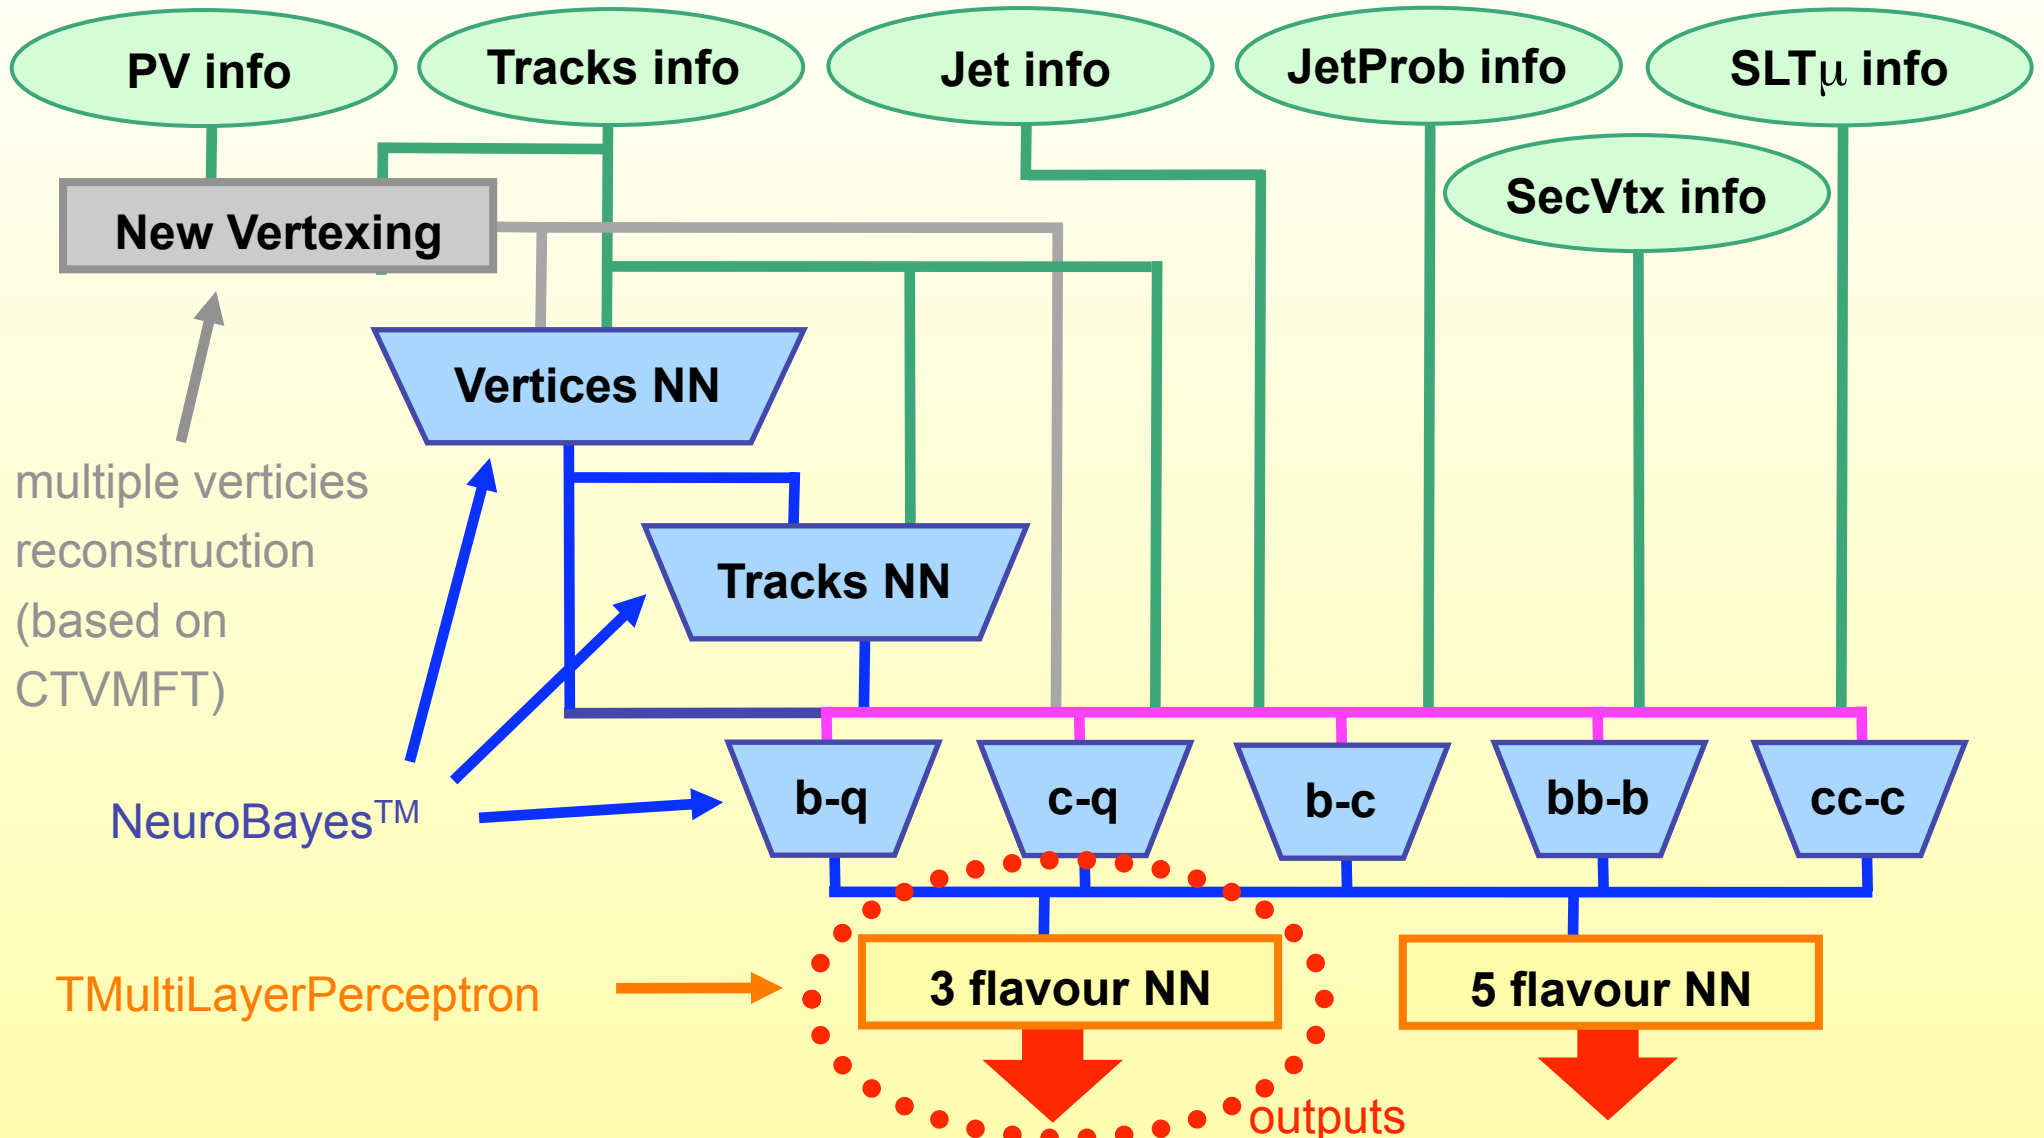 PV info
Tracks info
Jet info
JetProb info
SLTμ info
SecVtx info
New Vertexing
Vertices NN
multiple verticies
reconstruction
(based on
CTVMFT)
Tracks NN
NeuroBayes™
b-q
c-q
b-c
bb-b
cc-c
TMultiLayerPerceptron
3 flavour NN
5 flavour NN
outputs